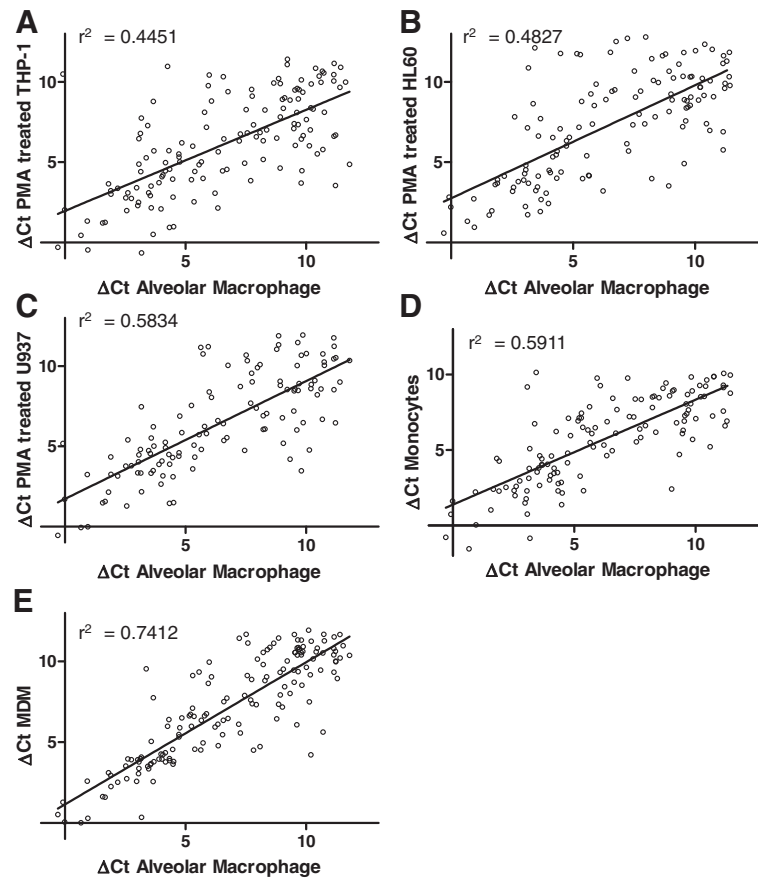 A
r² = 0.4451
ΔCt PMA treated THP-1
10
5
5
10
ΔCt Alveolar Macrophage
B
r² = 0.4827
ΔCt PMA treated HL60
10
5
5
10
ΔCt Alveolar Macrophage
C
r² = 0.5834
ΔCt PMA treated U937
10
5
5
10
ΔCt Alveolar Macrophage
D
r² = 0.5911
ΔCt Monocytes
10
5
5
10
ΔCt Alveolar Macrophage
E
r² = 0.7412
ΔCt MDM
10
5
5
10
ΔCt Alveolar Macrophage